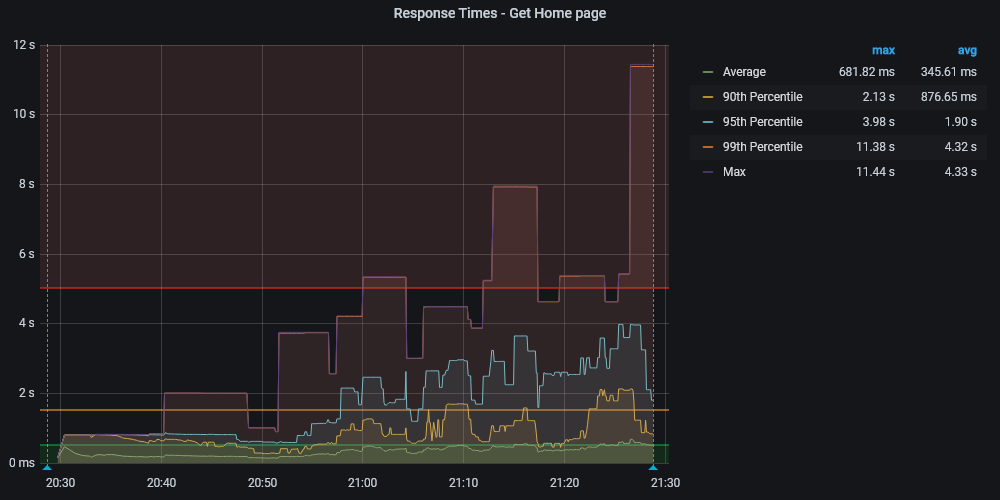 Response Times - Get Home page
12 s
10 s
8 s
6 s
4 s
2 s
0 ms
20:30 20:40 20:50 21:00 21:10 21:20 21:30
max avg
Average 681.82 ms 345.61 ms
90th Percentile 2.13 s 876.65 ms
95th Percentile 3.98 s 1.90 s
99th Percentile 11.38 s 4.32 s
Max 11.44 s 4.33 s